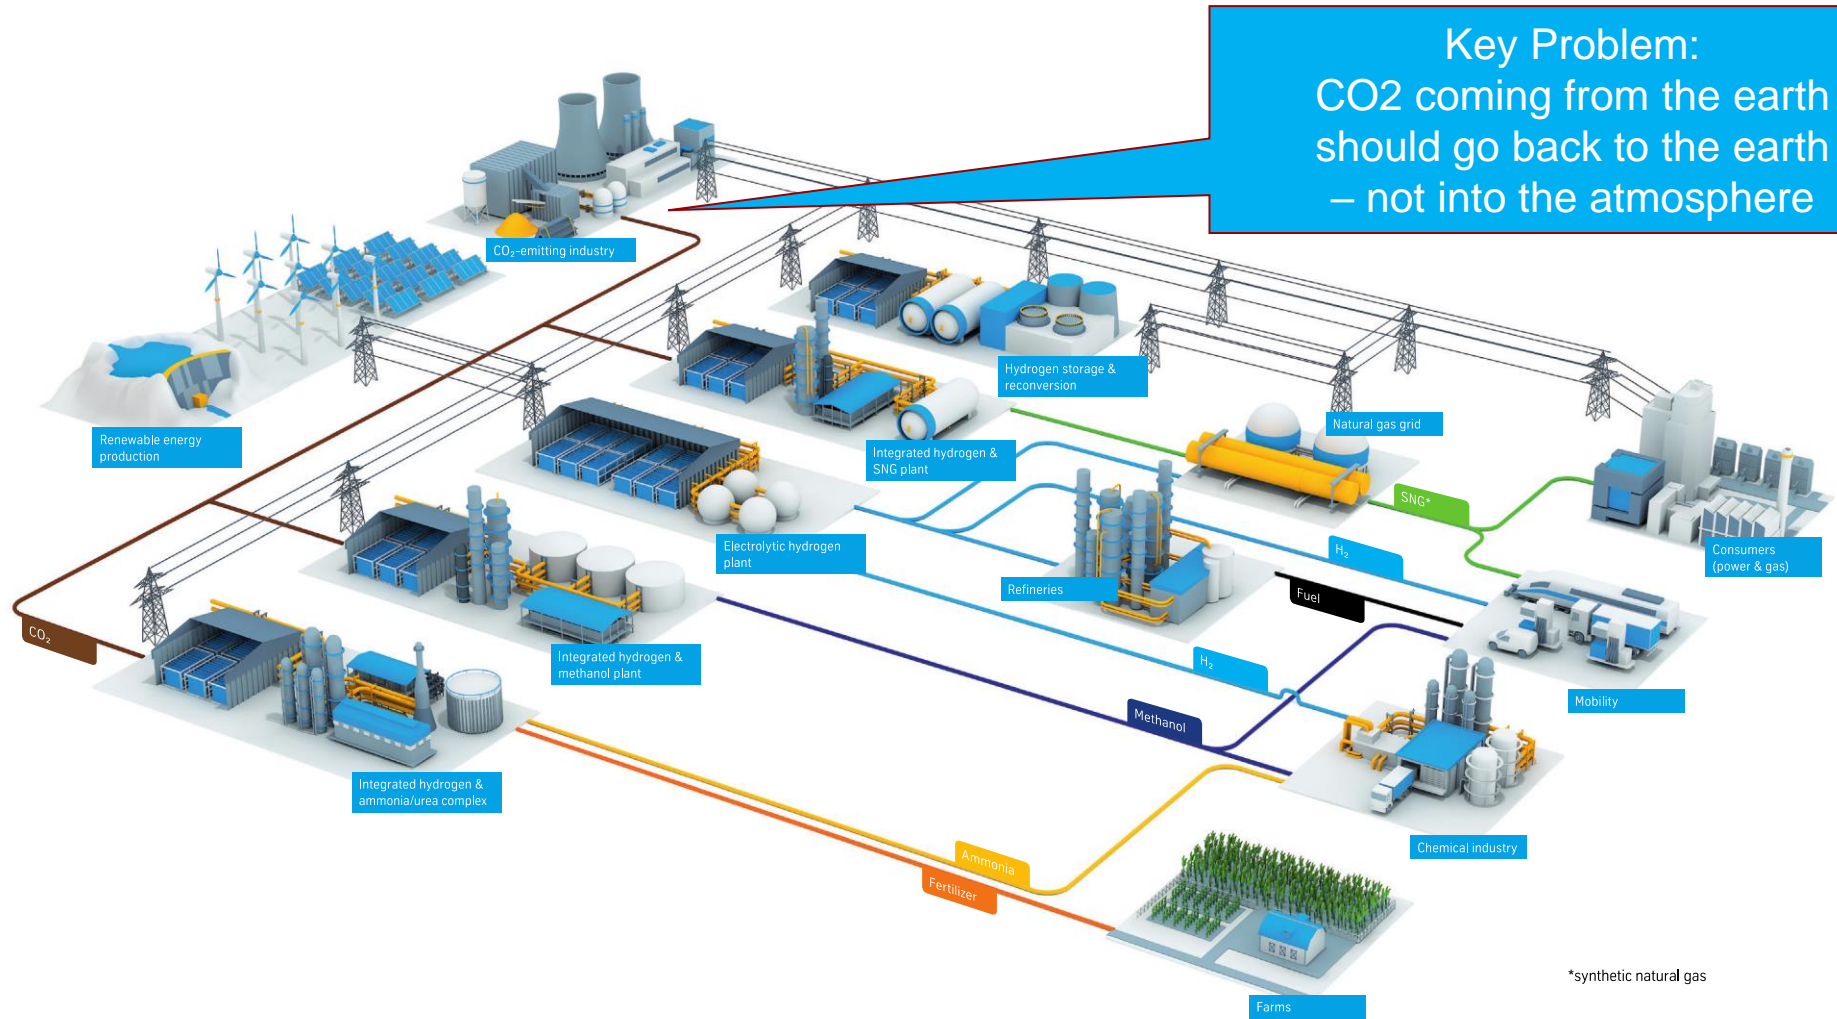 Key Problem:
CO2 coming from the earth
should go back to the earth
– not into the atmosphere
CO₂-emitting industry
Hydrogen storage &
reconversion
Natural gas grid
Renewable energy
production
Integrated hydrogen &
SNG plant
SNG*
Electrolytic hydrogen
plant
H₂
Consumers
(power & gas)
Refineries
Fuel
CO₂
Integrated hydrogen &
methanol plant
H₂
Mobility
Methanol
Integrated hydrogen &
ammonia/urea complex
Chemical industry
Ammonia
Fertilizer
*synthetic natural gas
Farms